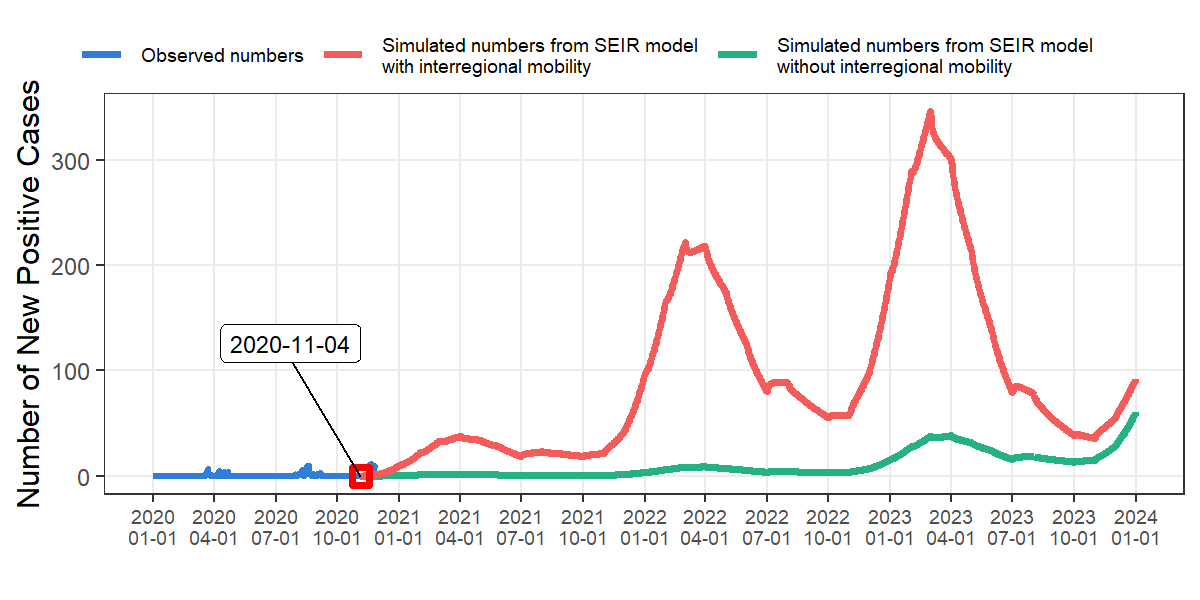 Observed numbers
Simulated numbers from SEIR model
with interregional mobility
Simulated numbers from SEIR model
without interregional mobility
Number of New Positive Cases
300
200
100
0
2020-11-04
2020 2020 2020 2020 2021 2021 2021 2021 2022 2022 2022 2022 2023 2023 2023 2023 2024
01-01 04-01 07-01 10-01 01-01 04-01 07-01 10-01 01-01 04-01 07-01 10-01 01-01 04-01 07-01 10-01 01-01